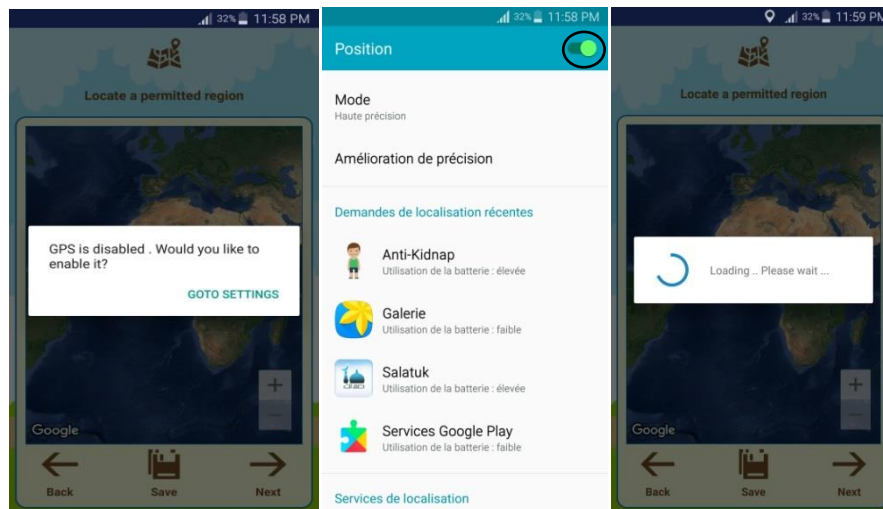 32% 11:58 PM
Locate a permitted region
GPS is disabled . Would you like to
enable it?
GOTO SETTINGS
Google
Back Save Next
32% 11:58 PM
Position
Mode
Haute précision
Amélioration de précision
Demandes de localisation récentes
Anti-Kidnap
Utilisation de la batterie : élevée
Galerie
Utilisation de la batterie : faible
Salatuk
Utilisation de la batterie : élevée
Services Google Play
Utilisation de la batterie : faible
Services de localisation
32% 11:59 PM
Locate a permitted region
Loading .. Please wait ...
Google
Back Save Next